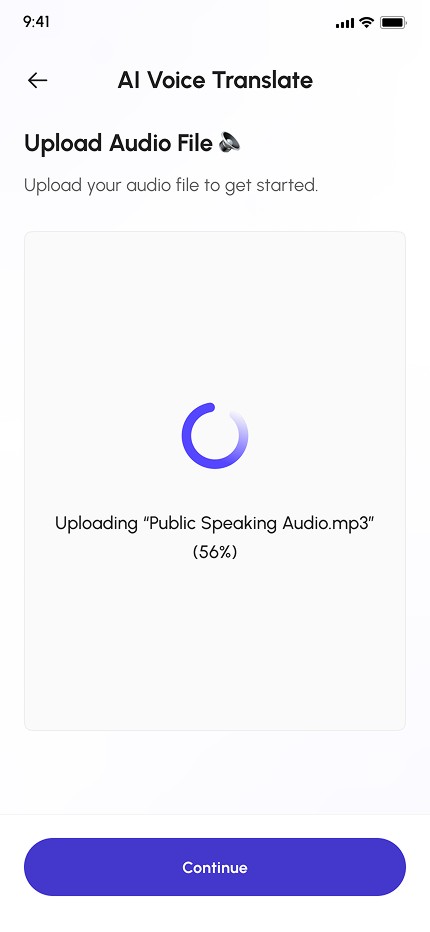 9:41
AI Voice Translate
Upload Audio File
Upload your audio file to get started.
Uploading "Public Speaking Audio.mp3"
(56%)
Continue